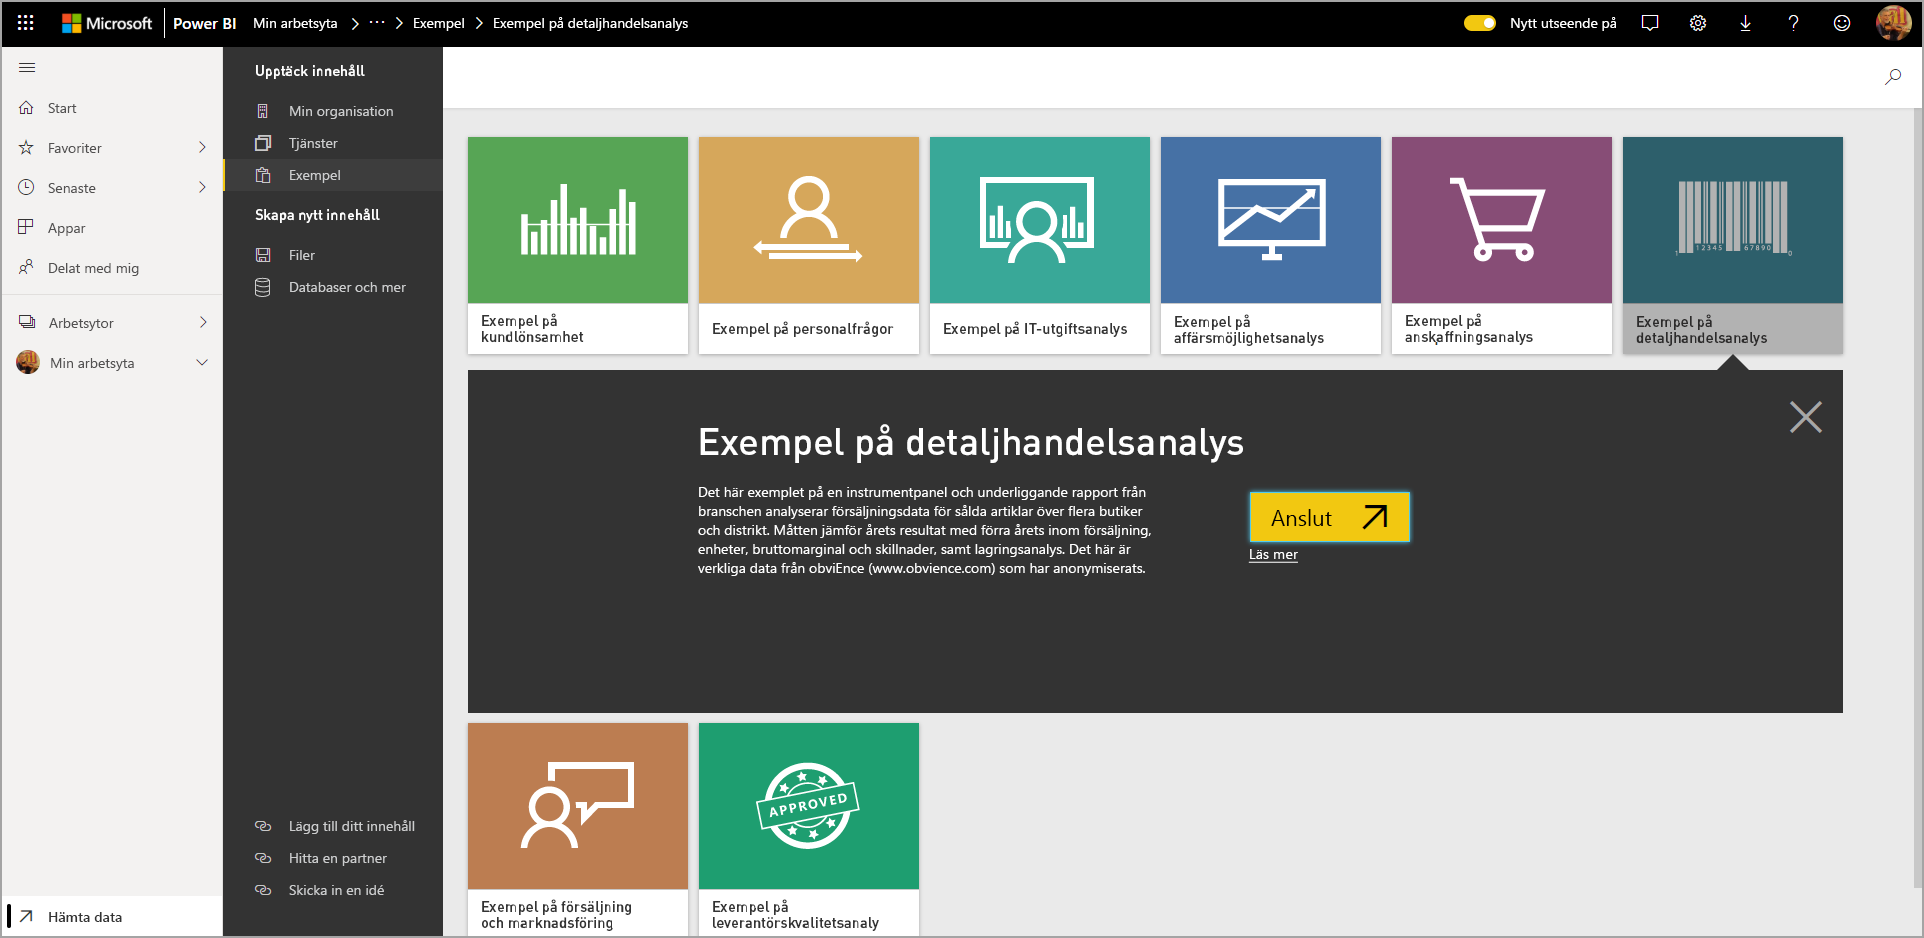 Microsoft Power BI Min arbetsyta > ··· > Exempel > Exempel på detaljhandelsanalys
Nytt utseende på
Start
Favoriter
Senaste
Appar
Delat med mig
Arbetsytor
Min arbetsyta
Hämta data
Upptäck innehåll
Min organisation
Tjänster
Exempel
Skapa nytt innehåll
Filer
Databaser och mer
Lägg till ditt innehåll
Hitta en partner
Skicka in en idé
Exempel på
kundlönsamhet
Exempel på personalfrågor
Exempel på IT-utgiftsanalys
Exempel på
affärsmöjlighetsanalys
Exempel på
anskaffningsanalys
1 12345 67890 0
Exempel på
detaljhandelsanalys
Exempel på detaljhandelsanalys
Det här exemplet på en instrumentpanel och underliggande rapport från
branschen analyserar försäljningsdata för sålda artiklar över flera butiker
och distrikt. Måtten jämför årets resultat med förra årets inom försäljning,
enheter, bruttomarginal och skillnader, samt lagringsanalys. Det här är
verkliga data från obviEnce (www.obvience.com) som har anonymiserats.
Anslut
Läs mer
Exempel på försäljning
och marknadsföring
APPROVED
Exempel på
leverantörskvalitetsanaly